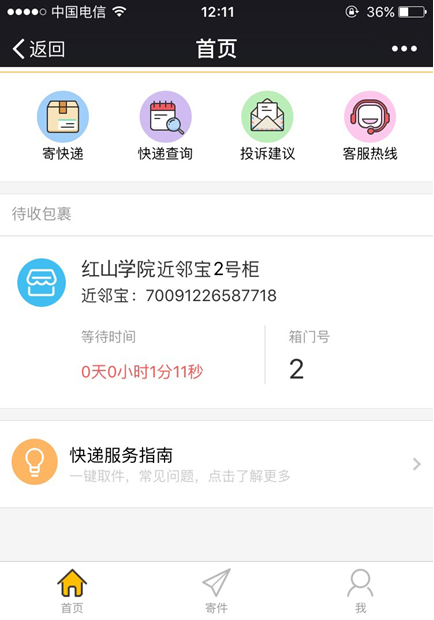 中国电信 12:11 36%
返回 首页
寄快递 快递查询 投诉建议 客服热线
待收包裹
红山学院近邻宝2号柜
近邻宝：70091226587718
等待时间 箱门号
0天0小时1分11秒 2
快递服务指南
一键取件，常见问题，点击了解更多
首页 寄件 我